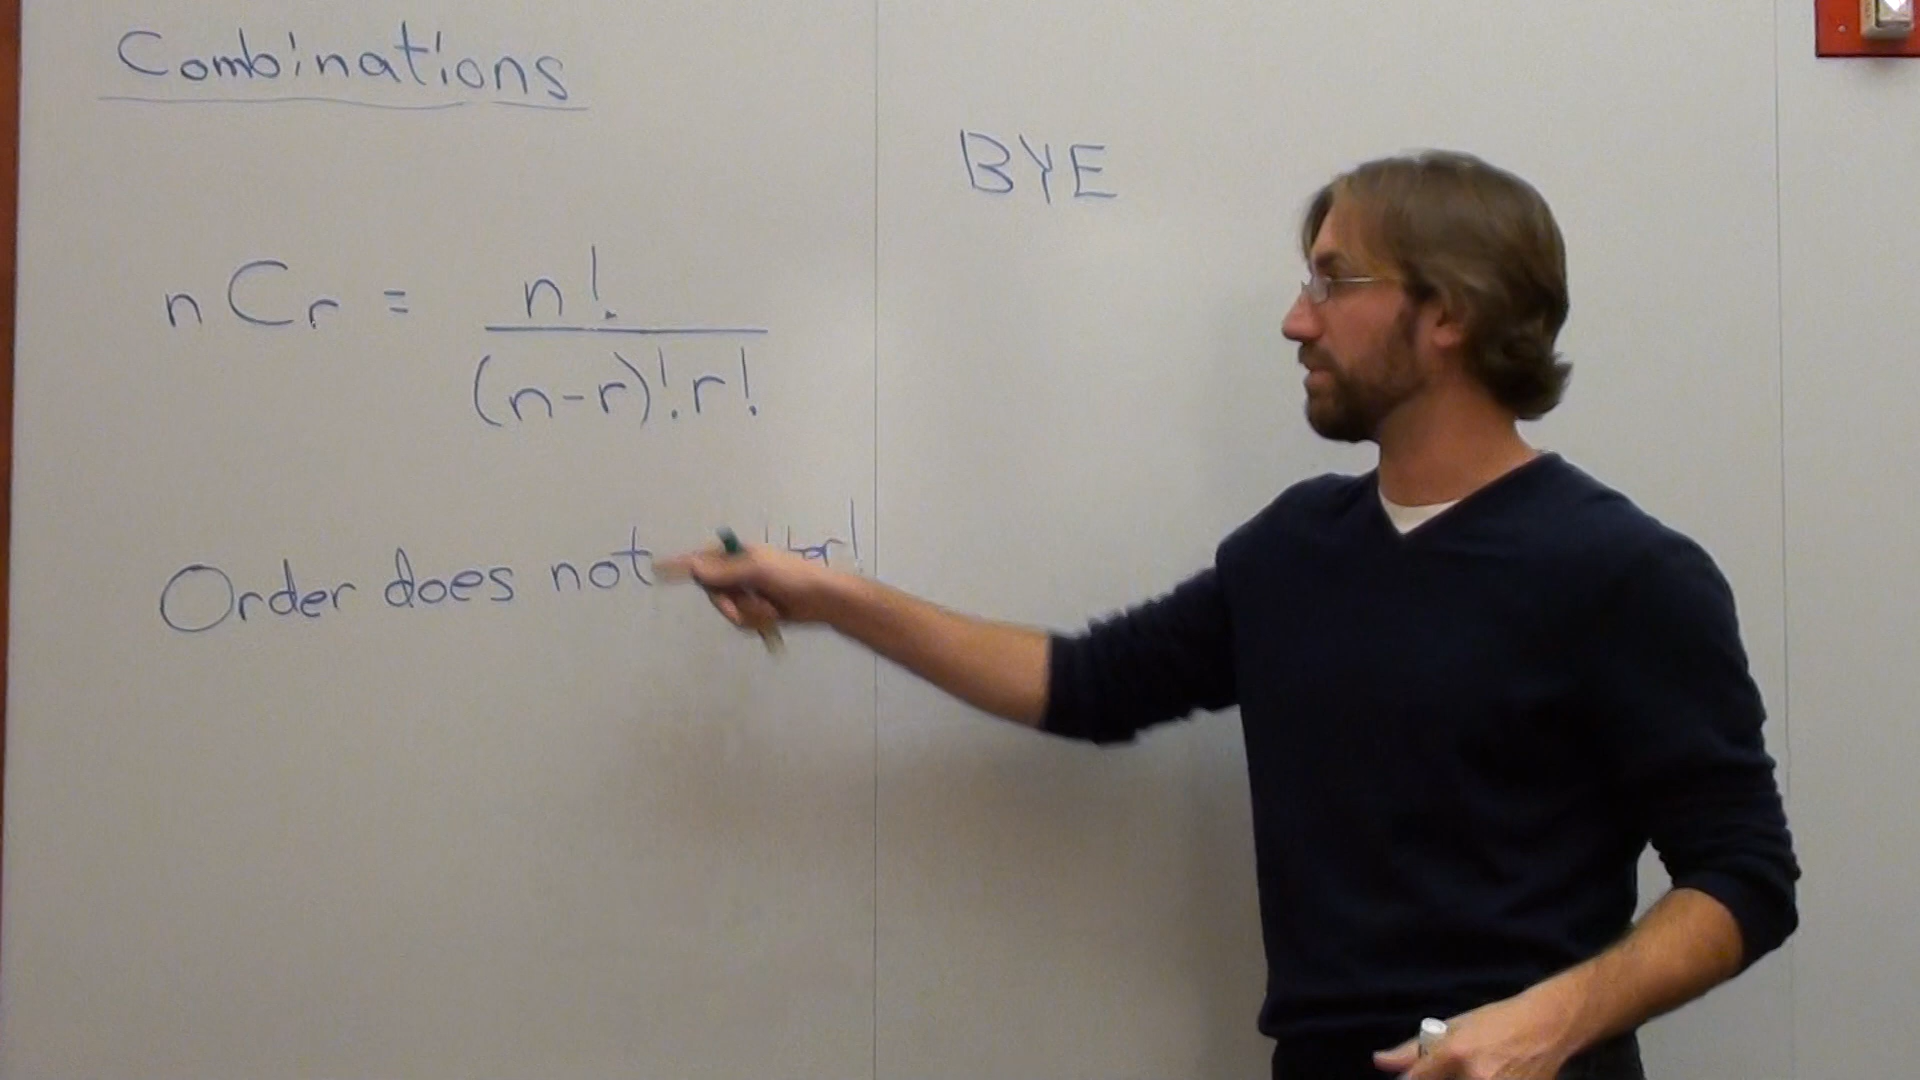 Combinations
nCr = n!
(n-r)!r!
Order does not
BYE